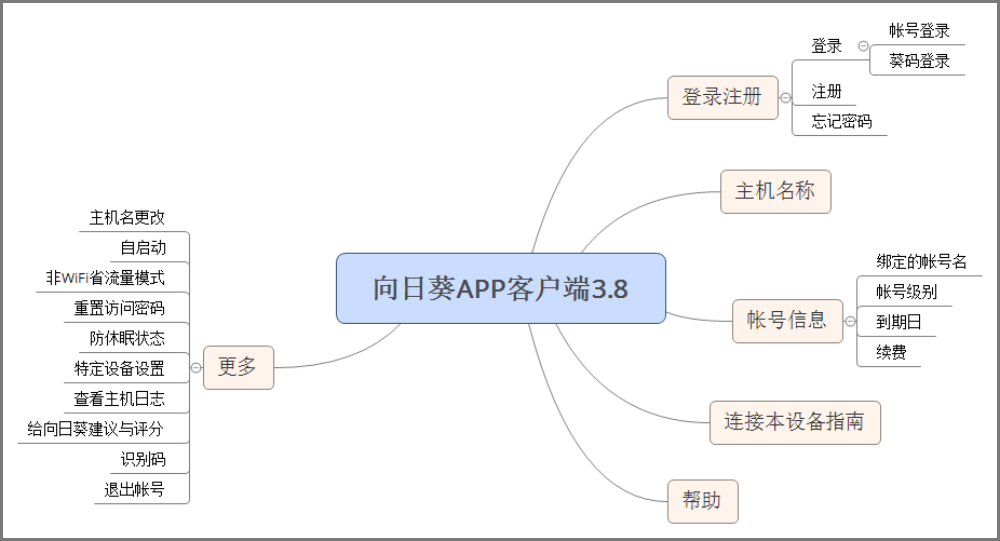 向日葵APP客户端3.8
登录注册
登录
帐号登录
葵码登录
注册
忘记密码
主机名称
帐号信息
绑定的帐号名
帐号级别
到期日
续费
连接本设备指南
帮助
更多
主机名更改
自启动
非WiFi省流量模式
重置访问密码
防休眠状态
特定设备设置
查看主机日志
给向日葵建议与评分
识别码
退出帐号